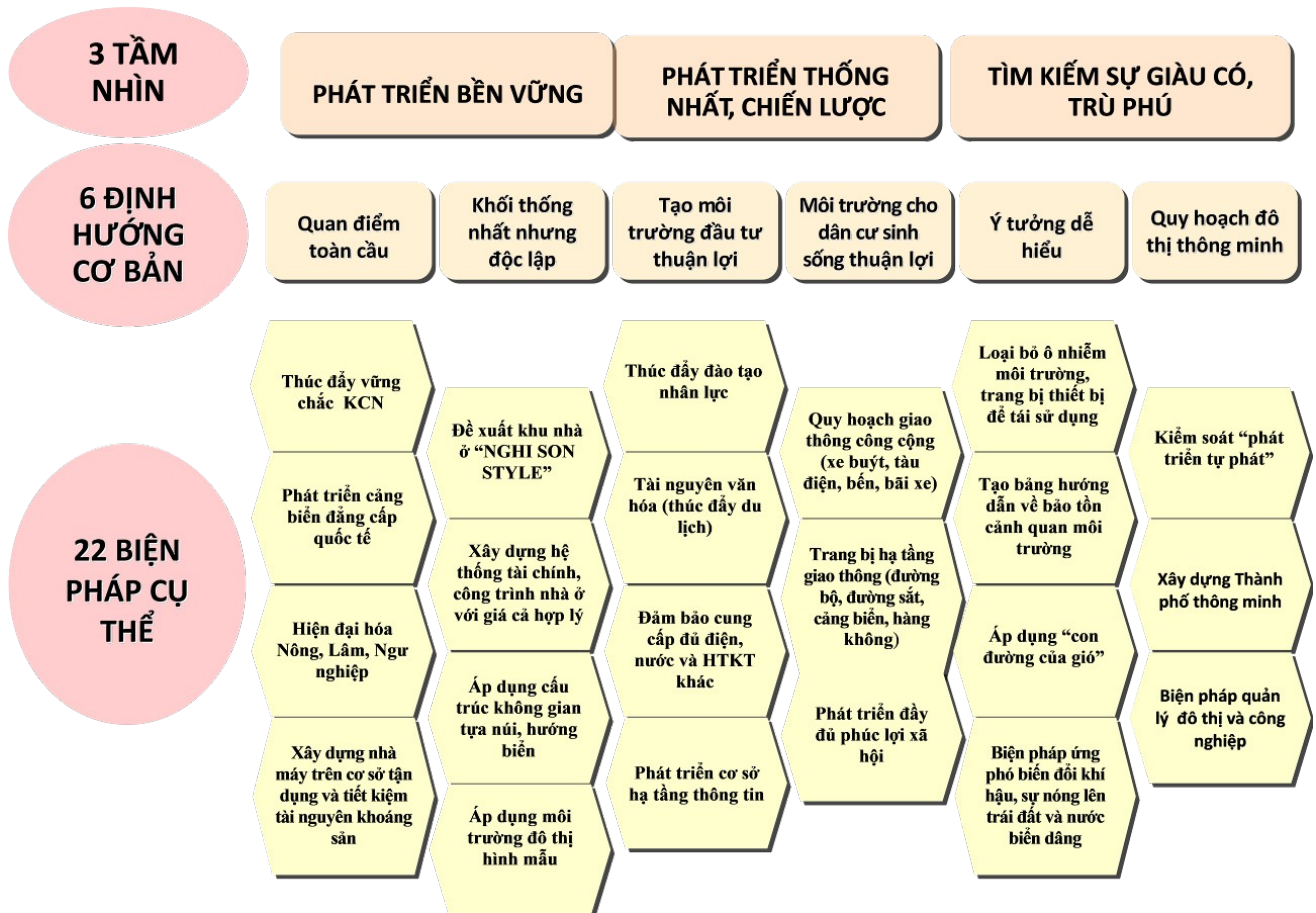 3 TẦM
NHÌN
PHÁT TRIỂN BỀN VỮNG
PHÁT TRIỂN THỐNG
NHẤT, CHIẾN LƯỢC
TÌM KIẾM SỰ GIÀU CÓ,
TRÙ PHÚ
6 ĐỊNH
HƯỚNG
CƠ BẢN
Quan điểm
toàn cầu
Khối thống
nhất nhưng
độc lập
Tạo môi
trường đầu tư
thuận lợi
Môi trường cho
dân cư sinh
sống thuận lợi
Ý tưởng dễ
hiểu
Quy hoạch đô
thị thông minh
22 BIỆN
PHÁP CỤ
THỂ
Thúc đẩy vững
chắc KCN
Phát triển cảng
biển đẳng cấp
quốc tế
Hiện đại hóa
Nông, Lâm, Ngư
nghiệp
Xây dựng nhà
máy trên cơ sở tận
dụng và tiết kiệm
tài nguyên khoáng
sản
Đề xuất khu nhà
ở “NGHI SON
STYLE”
Xây dựng hệ
thống tài chính,
công trình nhà ở
với giá cả hợp lý
Áp dụng cấu
trúc không gian
tựa núi, hướng
biển
Áp dụng môi
trường đô thị
hình mẫu
Thúc đẩy đào tạo
nhân lực
Tài nguyên văn
hóa (thúc đẩy du
lịch)
Đảm bảo cung
cấp đủ điện,
nước và HTKT
khác
Phát triển cơ sở
hạ tầng thông tin
Quy hoạch giao
thông công cộng
(xe buýt, tàu
điện, bến, bãi xe)
Trang bị hạ tầng
giao thông (đường
bộ, đường sắt,
cảng biển, hàng
không)
Phát triển đầy
đủ phúc lợi xã
hội
Loại bỏ ô nhiễm
môi trường,
trang bị thiết bị
để tái sử dụng
Tạo bảng hướng
dẫn về bảo tồn
cảnh quan môi
trường
Áp dụng “con
đường của gió”
Biện pháp ứng
phó biến đổi khí
hậu, sự nóng lên
trái đất và nước
biển dâng
Kiểm soát “phát
triển tự phát”
Xây dựng Thành
phố thông minh
Biện pháp quản
lý đô thị và công
nghiệp